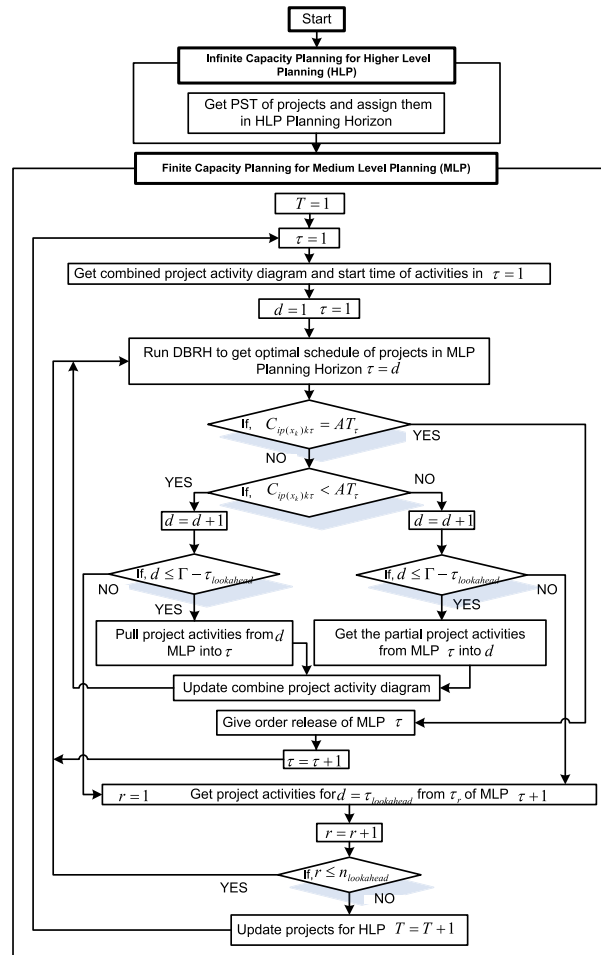 Start
Infinite Capacity Planning for Higher Level
Planning (HLP)
Get PST of projects and assign them
in HLP Planning Horizon
Finite Capacity Planning for Medium Level Planning (MLP)
T = 1
τ = 1
Get combined project activity diagram and start time of activities in τ = 1
d = 1 τ = 1
Run DBRH to get optimal schedule of projects in MLP
Planning Horizon τ = d
If, C_{ip(x_k)kτ} = AT_τ
YES
NO
If, C_{ip(x_k)kτ} < AT_τ
YES
NO
d = d + 1
d = d + 1
If, d ≤ Γ − τ_{lookahead}
If, d ≤ Γ − τ_{lookahead}
NO
YES
YES
NO
Pull project activities from d
MLP into τ
Get the partial project activities
from MLP τ into d
Update combine project activity diagram
Give order release of MLP τ
τ = τ + 1
r = 1 Get project activities for d = τ_{lookahead} from τ_r of MLP τ + 1
r = r + 1
If, r ≤ n_{lookahead}
YES
NO
Update projects for HLP T = T + 1